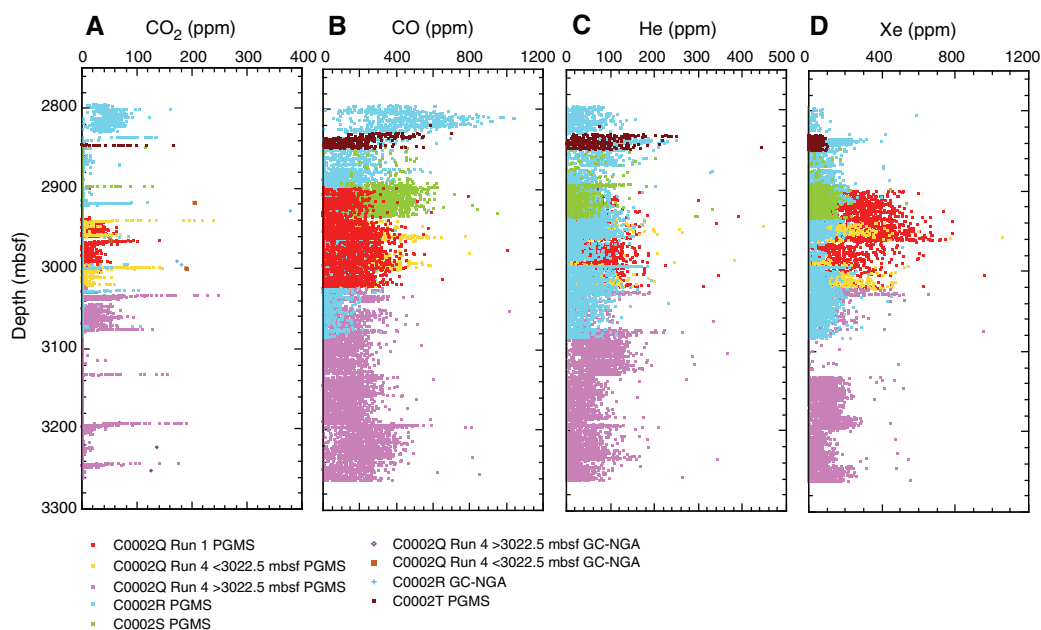 A CO2 (ppm)
B CO (ppm)
C He (ppm)
D Xe (ppm)
0 100 200 300 400
0 400 800 1200
0 100 200 300 400 500
0 400 800 1200
Depth (mbsf)
2800
2900
3000
3100
3200
3300
C0002Q Run 1 PGMS
C0002Q Run 4 <3022.5 mbsf PGMS
C0002Q Run 4 >3022.5 mbsf PGMS
C0002R PGMS
C0002S PGMS
C0002Q Run 4 >3022.5 mbsf GC-NGA
C0002Q Run 4 <3022.5 mbsf GC-NGA
C0002R GC-NGA
C0002T PGMS